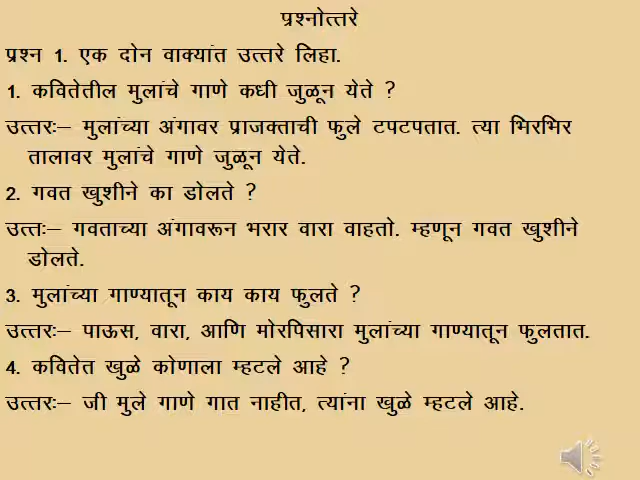 प्रश्नोत्तरे
प्रश्न 1. एक दोन वाक्यांत उत्तरे लिहा.
1. कवितेतील मुलांचे गाणे कधी जुळून येते ?
उत्तरः– मुलांच्या अंगावर प्राजक्ताची फुले टपटपतात. त्या भिरभिर
तालावर मुलांचे गाणे जुळून येते.
2. गवत खुशीने का डोलते ?
उत्तः– गवताच्या अंगावरून भरार वारा वाहतो. म्हणून गवत खुशीने
डोलते.
3. मुलांच्या गाण्यातून काय काय फुलते ?
उत्तरः– पाऊस, वारा, आणि मोरपिसारा मुलांच्या गाण्यातून फुलतात.
4. कवितेत खुळे कोणाला म्हटले आहे ?
उत्तरः– जी मुले गाणे गात नाहीत, त्यांना खुळे म्हटले आहे.